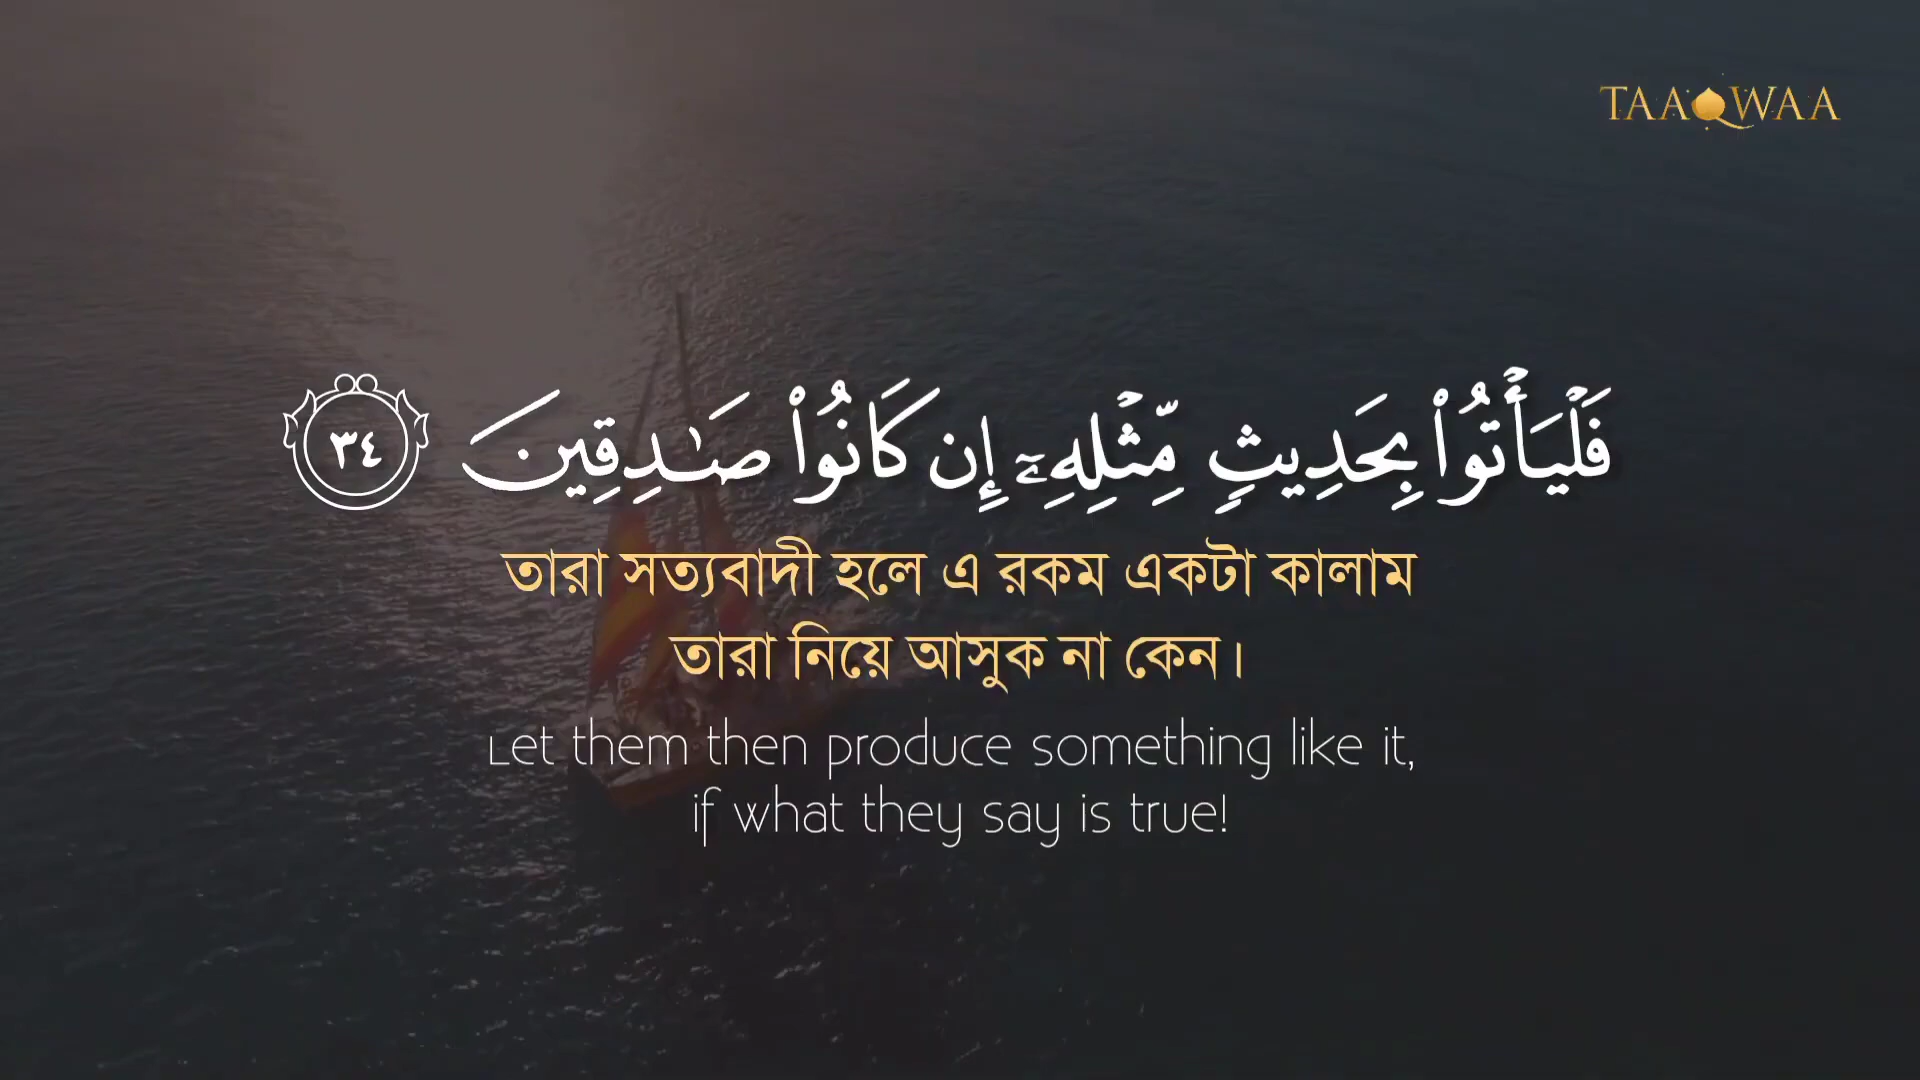 TAAQWAA
فَلْيَأْتُوا۟ بِحَدِيثٍ مِّثْلِهِۦٓ إِن كَانُوا۟ صَـٰدِقِينَ ٣٤
তারা সত্যবাদী হলে এ রকম একটা কালাম
তারা নিয়ে আসুক না কেন।
Let them then produce something like it,
if what they say is true!